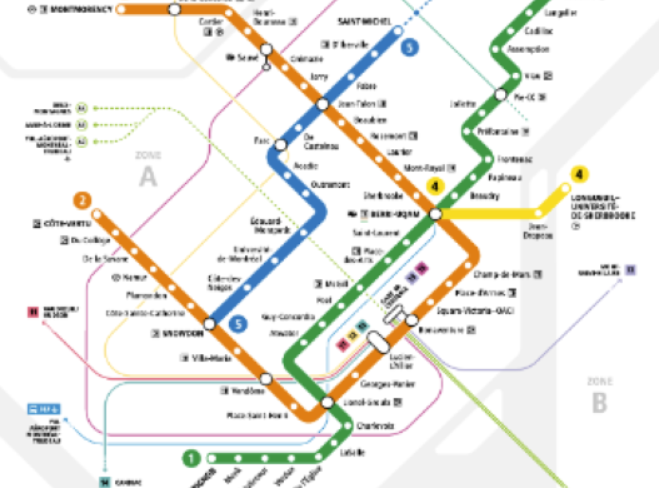 MONTMORENCY
Cartier
Henri-
Bourassa
Sauvé
Crémazie
Jarry
Jean-Talon
Beaubien
Rosemont
Laurier
Mont-Royal
Sherbrooke
BERRI-UQAM
SAINT-MICHEL
D'Iberville
Fabre
5
Parc
De
Castelnau
Acadie
Outremont
Édouard-
Montpetit
Université
de-Montréal
Côte-des-
Neiges
SNOWDON
5
Langelier
Cadillac
Assomption
Viau
Pie-IX
Joliette
Préfontaine
Frontenac
Papineau
Beaudry
4
4
LONGUEUIL–
UNIVERSITÉ-
DE-SHERBROOKE
Jean-
Drapeau
Saint-Laurent
Place-
des-Arts
McGill
Peel
Guy-Concordia
Atwater
Champ-de-Mars
Place-d'Armes
Square-Victoria–OACI
Bonaventure
Lucien-
L'Allier
Georges-Vanier
Lionel-Groulx
Charlevoix
LaSalle
De l'Église
Verdun
Monk
1
2
CÔTE-VERTU
Du Collège
De la Savane
Namur
Plamondon
Côte-Sainte-Catherine
Villa-Maria
Vendôme
Place-Saint-Henri
ZONE
A
ZONE
B
CANDIAC